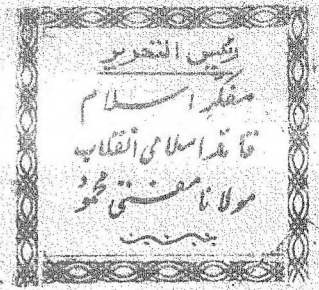 رئیس التحریر
مفکر اسلام
قائد اسلامی انقلاب
مولانا مفتی محمودؒ